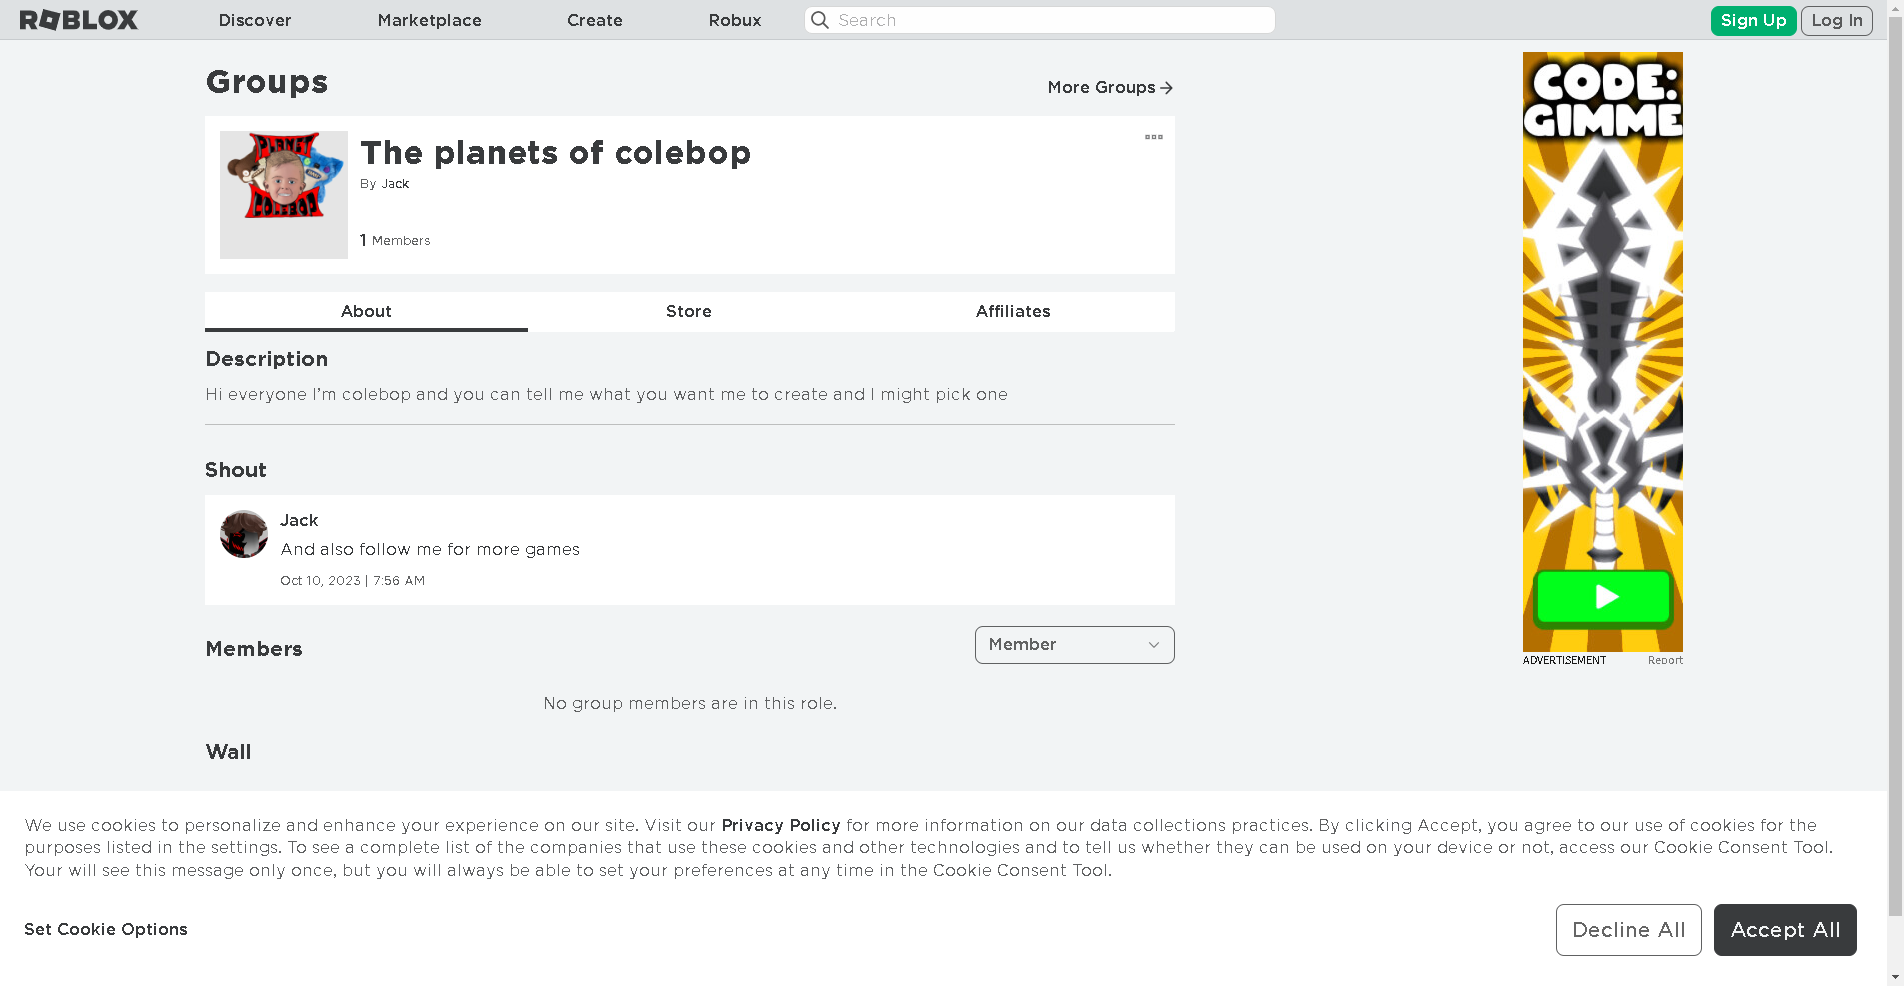 ROBLOX
Discover
Marketplace
Create
Robux
Search
Sign Up
Log In
Groups
More Groups
PLANET
COLEBOP
The planets of colebop
By Jack
1 Members
About
Store
Affiliates
Description
Hi everyone I'm colebop and you can tell me what you want me to create and I might pick one
Shout
Jack
And also follow me for more games
Oct 10, 2023 | 7:56 AM
Members
Member
No group members are in this role.
Wall
CODE:
GIMME
ADVERTISEMENT
Report
We use cookies to personalize and enhance your experience on our site. Visit our Privacy Policy for more information on our data collections practices. By clicking Accept, you agree to our use of cookies for the
purposes listed in the settings. To see a complete list of the companies that use these cookies and other technologies and to tell us whether they can be used on your device or not, access our Cookie Consent Tool.
Your will see this message only once, but you will always be able to set your preferences at any time in the Cookie Consent Tool.
Set Cookie Options
Decline All
Accept All